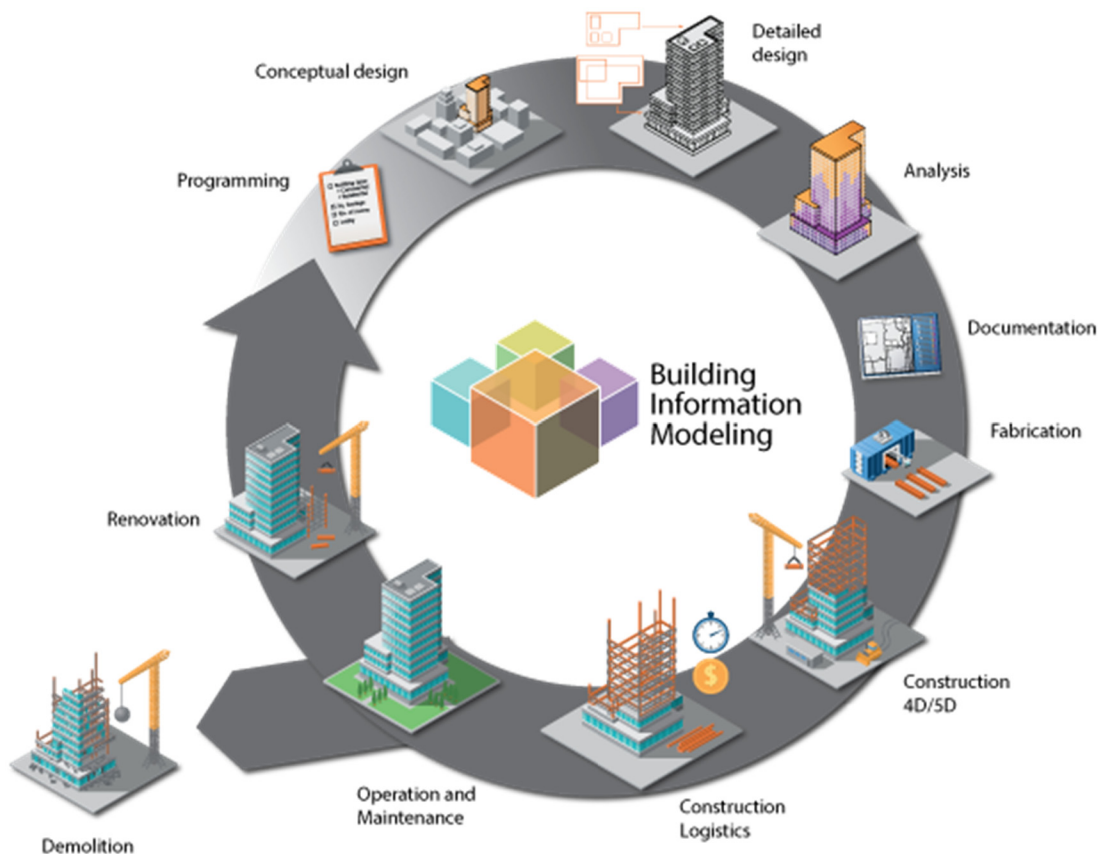 Detailed
design
Conceptual design
Programming
Analysis
Documentation
Building
Information
Modeling
Fabrication
Renovation
Construction
4D/5D
Operation and
Maintenance
Construction
Logistics
Demolition
$